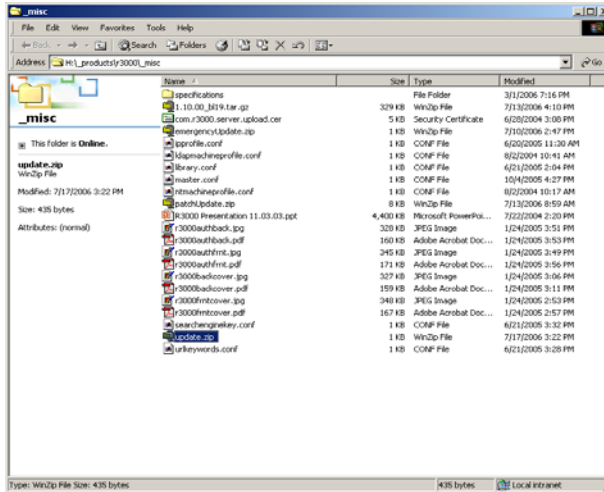 _misc
File Edit View Favorites Tools Help
Back Search Folders
Address H:\_products\r3000\_misc Go
Name Size Type Modified
specifications File Folder 3/1/2006 7:16 PM
1.10.00_bl19.tar.gz 329 KB WinZip File 7/13/2006 4:10 PM
com.r3000.server.upload.cer 5 KB Security Certificate 6/28/2004 3:08 PM
emergencyUpdate.zip 1 KB WinZip File 7/10/2006 2:47 PM
ipprofile.conf 1 KB CONF File 6/20/2005 11:30 AM
ldapmachineprofile.conf 1 KB CONF File 8/2/2004 10:41 AM
library.conf 1 KB CONF File 6/21/2005 2:04 PM
master.conf 1 KB CONF File 10/4/2005 4:27 PM
ntmachineprofile.conf 1 KB CONF File 8/2/2004 10:17 AM
patchUpdate.zip 8 KB WinZip File 7/13/2006 8:59 AM
R3000 Presentation 11.03.03.ppt 4,400 KB Microsoft PowerPoi... 7/22/2004 2:20 PM
r3000authback.jpg 328 KB JPEG Image 1/24/2005 3:51 PM
r3000authback.pdf 160 KB Adobe Acrobat Doc... 1/24/2005 3:53 PM
r3000authfrnt.jpg 345 KB JPEG Image 1/24/2005 3:49 PM
r3000authfrnt.pdf 171 KB Adobe Acrobat Doc... 1/24/2005 3:56 PM
r3000backcover.jpg 327 KB JPEG Image 1/24/2005 3:06 PM
r3000backcover.pdf 159 KB Adobe Acrobat Doc... 1/24/2005 3:11 PM
r3000frntcover.jpg 348 KB JPEG Image 1/24/2005 2:53 PM
r3000frntcover.pdf 167 KB Adobe Acrobat Doc... 1/24/2005 2:57 PM
searchenginekey.conf 1 KB CONF File 6/21/2005 3:32 PM
update.zip 1 KB WinZip File 7/17/2006 3:22 PM
urlkeywords.conf 1 KB CONF File 6/21/2005 3:28 PM
_misc
This folder is Online.
update.zip
WinZip File
Modified: 7/17/2006 3:22 PM
Size: 435 bytes
Attributes: (normal)
Type: WinZip File Size: 435 bytes 435 bytes Local intranet